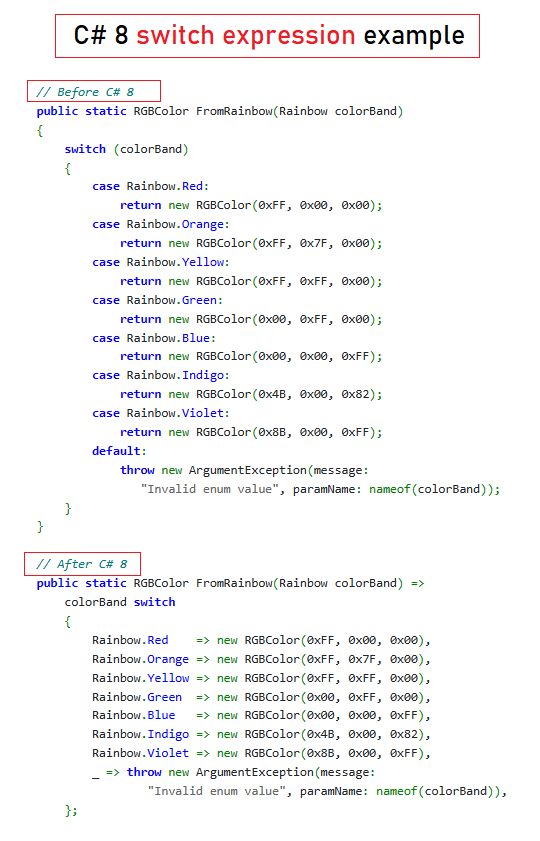 C# 8 switch expression example
// Before C# 8
public static RGBColor FromRainbow(Rainbow colorBand)
{
    switch (colorBand)
    {
        case Rainbow.Red:
            return new RGBColor(0xFF, 0x00, 0x00);
        case Rainbow.Orange:
            return new RGBColor(0xFF, 0x7F, 0x00);
        case Rainbow.Yellow:
            return new RGBColor(0xFF, 0xFF, 0x00);
        case Rainbow.Green:
            return new RGBColor(0x00, 0xFF, 0x00);
        case Rainbow.Blue:
            return new RGBColor(0x00, 0x00, 0xFF);
        case Rainbow.Indigo:
            return new RGBColor(0x4B, 0x00, 0x82);
        case Rainbow.Violet:
            return new RGBColor(0x8B, 0x00, 0xFF);
        default:
            throw new ArgumentException(message:
               "Invalid enum value", paramName: nameof(colorBand));
    }
}
// After C# 8
public static RGBColor FromRainbow(Rainbow colorBand) =>
    colorBand switch
    {
        Rainbow.Red    => new RGBColor(0xFF, 0x00, 0x00),
        Rainbow.Orange => new RGBColor(0xFF, 0x7F, 0x00),
        Rainbow.Yellow => new RGBColor(0xFF, 0xFF, 0x00),
        Rainbow.Green  => new RGBColor(0x00, 0xFF, 0x00),
        Rainbow.Blue   => new RGBColor(0x00, 0x00, 0xFF),
        Rainbow.Indigo => new RGBColor(0x4B, 0x00, 0x82),
        Rainbow.Violet => new RGBColor(0x8B, 0x00, 0xFF),
        _ => throw new ArgumentException(message:
                "Invalid enum value", paramName: nameof(colorBand)),
    };